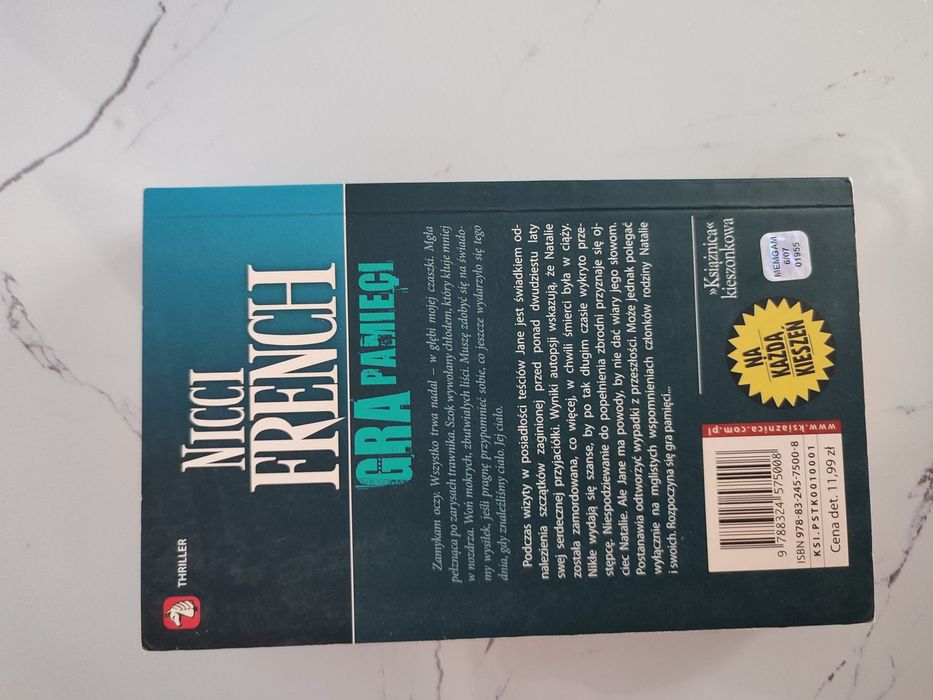 THRILLER
NICCI
FRENCH
GRA PAMIĘCI
Zamykam oczy. Wszystko trwa nadal – w głębi mojej czaszki. Mgła
pełznąca po zarysach trawnika. Szok wywołany chłodem, który kłuje mniej
w nozdrza. Woń mokrych, zbutwiałych liści. Muszę zdobyć się na świado-
my wysiłek, jeśli pragnę przypomnieć sobie, co jeszcze wydarzyło się tego
dnia, gdy znaleźliśmy ciało. Jej ciało.
Podczas wizyty w posiadłości teściów Jane jest świadkiem od-
nalezienia szczątków zaginionej przed ponad dwudziestu laty
swej serdecznej przyjaciółki. Wyniki autopsji wskazują, że Natalie
została zamordowana, co więcej, w chwili śmierci była w ciąży.
Nikłe wydają się szanse, by po tak długim czasie wykryto prze-
stępcę. Niespodziewanie do popełnienia zbrodni przyznaje się oj-
ciec Natalie. Ale Jane ma powody, by nie dać wiary jego słowom.
Postanawia odtworzyć wypadki z przeszłości. Może jednak polegać
wyłącznie na mglistych wspomnieniach członków rodziny Natalie
i swoich. Rozpoczyna się gra pamięci...
»Książnica«
kieszonkowa
NA
KAŻDĄ
KIESZEŃ
MEMGAM
6/07
01955
www.ksiaznica.com.pl
9 788324 575008
ISBN 978-83-245-7500-8
KSI.PSTK0010001
Cena det. 11,99 zł